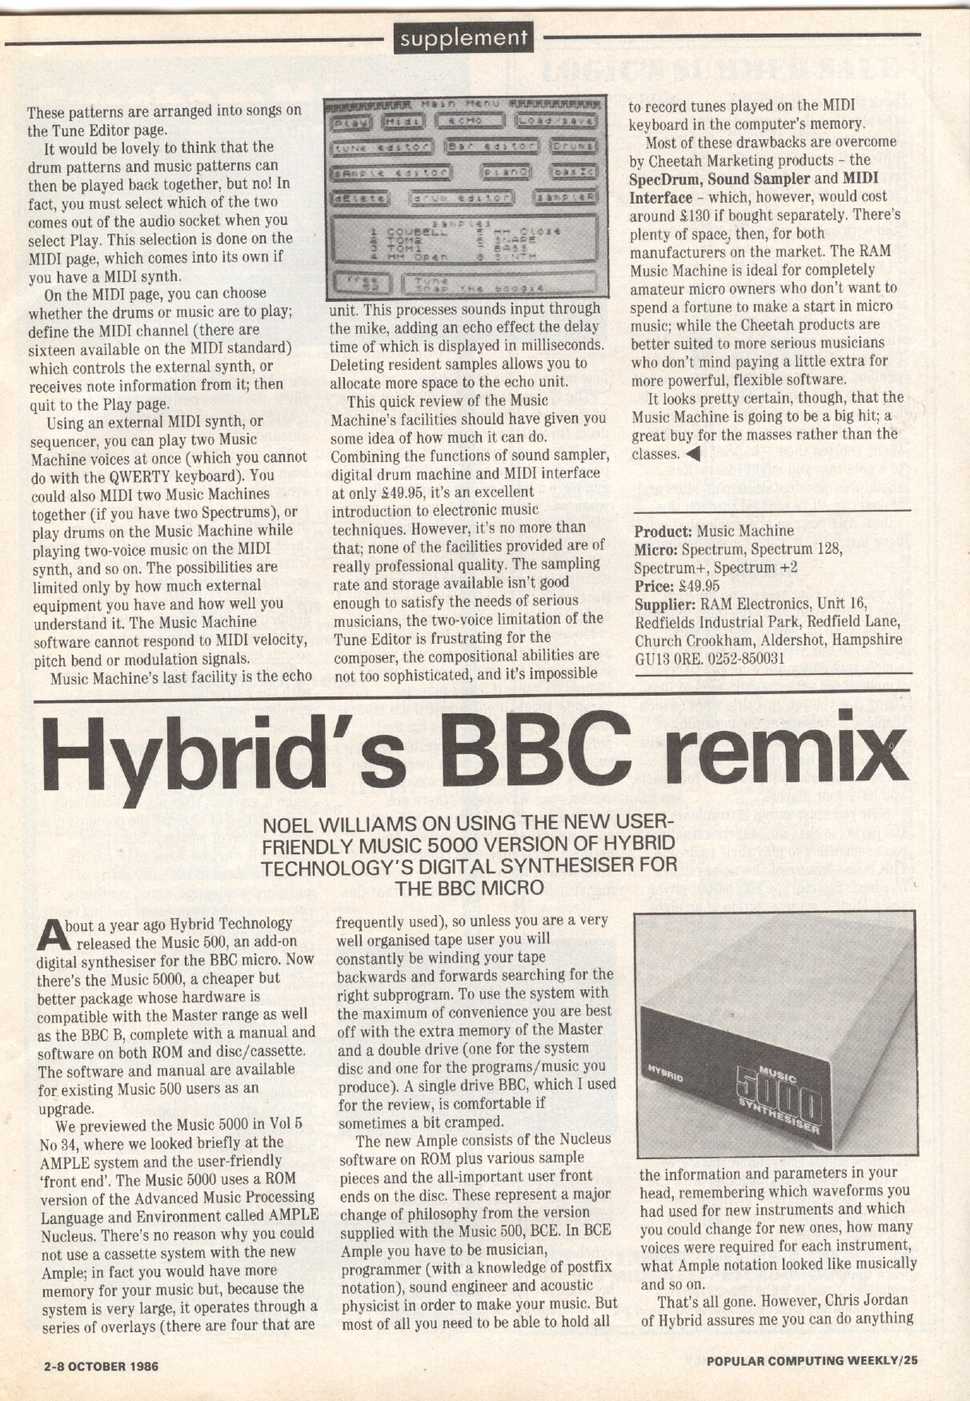 supplement
These patterns are arranged into songs on
the Tune Editor page.
It would be lovely to think that the
drum patterns and music patterns can
then be played back together, but no! In
fact, you must select which of the two
comes out of the audio socket when you
select Play. This selection is done on the
MIDI page, which comes into its own if
you have a MIDI synth.
On the MIDI page, you can choose
whether the drums or music are to play;
define the MIDI channel (there are
sixteen available on the MIDI standard)
which controls the external synth, or
receives note information from it; then
quit to the Play page.
Using an external MIDI synth, or
sequencer, you can play two Music
Machine voices at once (which you cannot
do with the QWERTY keyboard). You
could also MIDI two Music Machines
together (if you have two Spectrums), or
play drums on the Music Machine while
playing two-voice music on the MIDI
synth, and so on. The possibilities are
limited only by how much external
equipment you have and how well you
understand it. The Music Machine
software cannot respond to MIDI velocity,
pitch bend or modulation signals.
Music Machine's last facility is the echo
Main Menu
Play Midi eCHO Load/save
tune editor Bar editor Drums
sAmple editor pianO basIc
dElete drum editor sampleR
samples
1 COWBELL 5 HH Close
2 TOM2 6 SNARE
3 TOM1 7 BASS
4 HH Open 8 SYNTH
free Tune
unit. This processes sounds input through
the mike, adding an echo effect the delay
time of which is displayed in milliseconds.
Deleting resident samples allows you to
allocate more space to the echo unit.
This quick review of the Music
Machine's facilities should have given you
some idea of how much it can do.
Combining the functions of sound sampler,
digital drum machine and MIDI interface
at only £49.95, it's an excellent
introduction to electronic music
techniques. However, it's no more than
that; none of the facilities provided are of
really professional quality. The sampling
rate and storage available isn't good
enough to satisfy the needs of serious
musicians, the two-voice limitation of the
Tune Editor is frustrating for the
composer, the compositional abilities are
not too sophisticated, and it's impossible
to record tunes played on the MIDI
keyboard in the computer's memory.
Most of these drawbacks are overcome
by Cheetah Marketing products – the
SpecDrum, Sound Sampler and MIDI
Interface – which, however, would cost
around £130 if bought separately. There's
plenty of space, then, for both
manufacturers on the market. The RAM
Music Machine is ideal for completely
amateur micro owners who don't want to
spend a fortune to make a start in micro
music; while the Cheetah products are
better suited to more serious musicians
who don't mind paying a little extra for
more powerful, flexible software.
It looks pretty certain, though, that the
Music Machine is going to be a big hit; a
great buy for the masses rather than the
classes. ◀
Product: Music Machine
Micro: Spectrum, Spectrum 128,
Spectrum+, Spectrum +2
Price: £49.95
Supplier: RAM Electronics, Unit 16,
Redfields Industrial Park, Redfield Lane,
Church Crookham, Aldershot, Hampshire
GU13 0RE. 0252-850031
Hybrid's BBC remix
NOEL WILLIAMS ON USING THE NEW USER-
FRIENDLY MUSIC 5000 VERSION OF HYBRID
TECHNOLOGY'S DIGITAL SYNTHESISER FOR
THE BBC MICRO
About a year ago Hybrid Technology
released the Music 500, an add-on
digital synthesiser for the BBC micro. Now
there's the Music 5000, a cheaper but
better package whose hardware is
compatible with the Master range as well
as the BBC B, complete with a manual and
software on both ROM and disc/cassette.
The software and manual are available
for existing Music 500 users as an
upgrade.
We previewed the Music 5000 in Vol 5
No 34, where we looked briefly at the
AMPLE system and the user-friendly
'front end'. The Music 5000 uses a ROM
version of the Advanced Music Processing
Language and Environment called AMPLE
Nucleus. There's no reason why you could
not use a cassette system with the new
Ample; in fact you would have more
memory for your music but, because the
system is very large, it operates through a
series of overlays (there are four that are
frequently used), so unless you are a very
well organised tape user you will
constantly be winding your tape
backwards and forwards searching for the
right subprogram. To use the system with
the maximum of convenience you are best
off with the extra memory of the Master
and a double drive (one for the system
disc and one for the programs/music you
produce). A single drive BBC, which I used
for the review, is comfortable if
sometimes a bit cramped.
The new Ample consists of the Nucleus
software on ROM plus various sample
pieces and the all-important user front
ends on the disc. These represent a major
change of philosophy from the version
supplied with the Music 500, BCE. In BCE
Ample you have to be musician,
programmer (with a knowledge of postfix
notation), sound engineer and acoustic
physicist in order to make your music. But
most of all you need to be able to hold all
HYBRID
MUSIC
5000
SYNTHESISER
the information and parameters in your
head, remembering which waveforms you
had used for new instruments and which
you could change for new ones, how many
voices were required for each instrument,
what Ample notation looked like musically
and so on.
That's all gone. However, Chris Jordan
of Hybrid assures me you can do anything
2-8 OCTOBER 1986
POPULAR COMPUTING WEEKLY/25